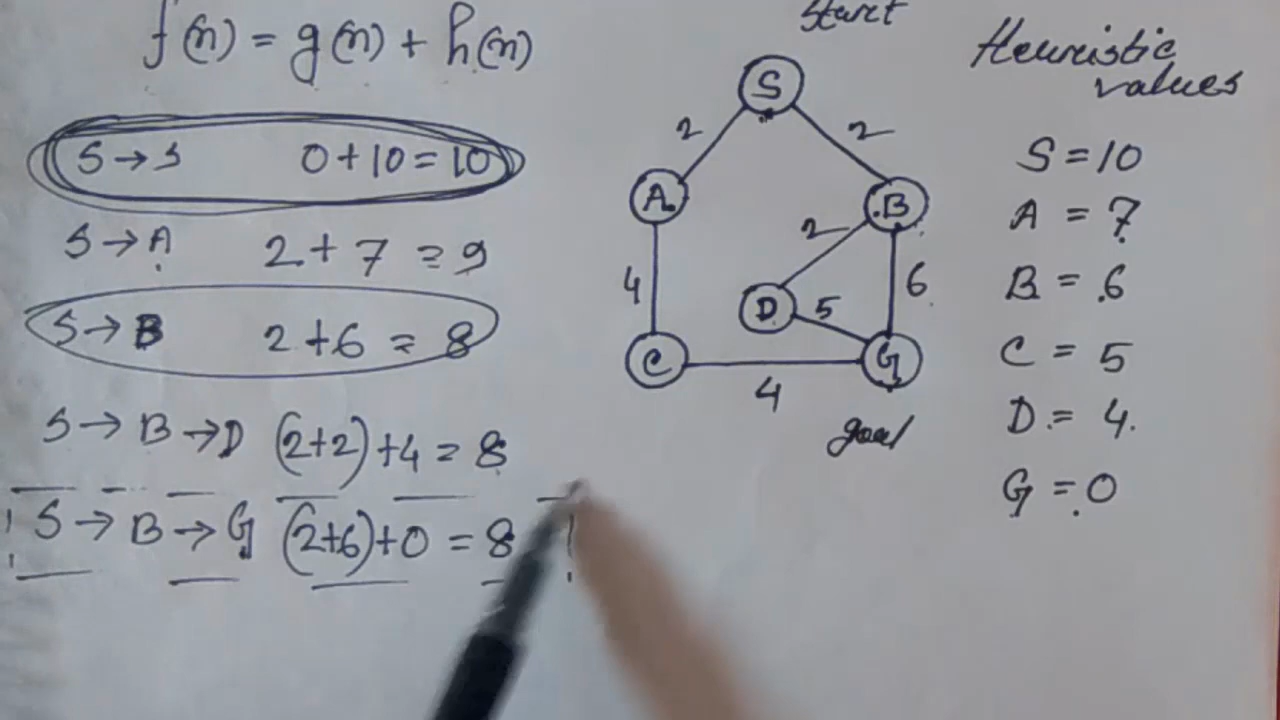 f(n) = g(n) + h(n)
S → S 0 + 10 = 10
S → A 2 + 7 = 9
S → B 2 + 6 = 8
S → B → D (2+2) + 4 = 8
S → B → G (2+6) + 0 = 8
Start
S
2
2
A
B
2
4
6
D
5
C
G
4
goal
Heuristic
values
S = 10
A = 7
B = 6
C = 5
D = 4
G = 0